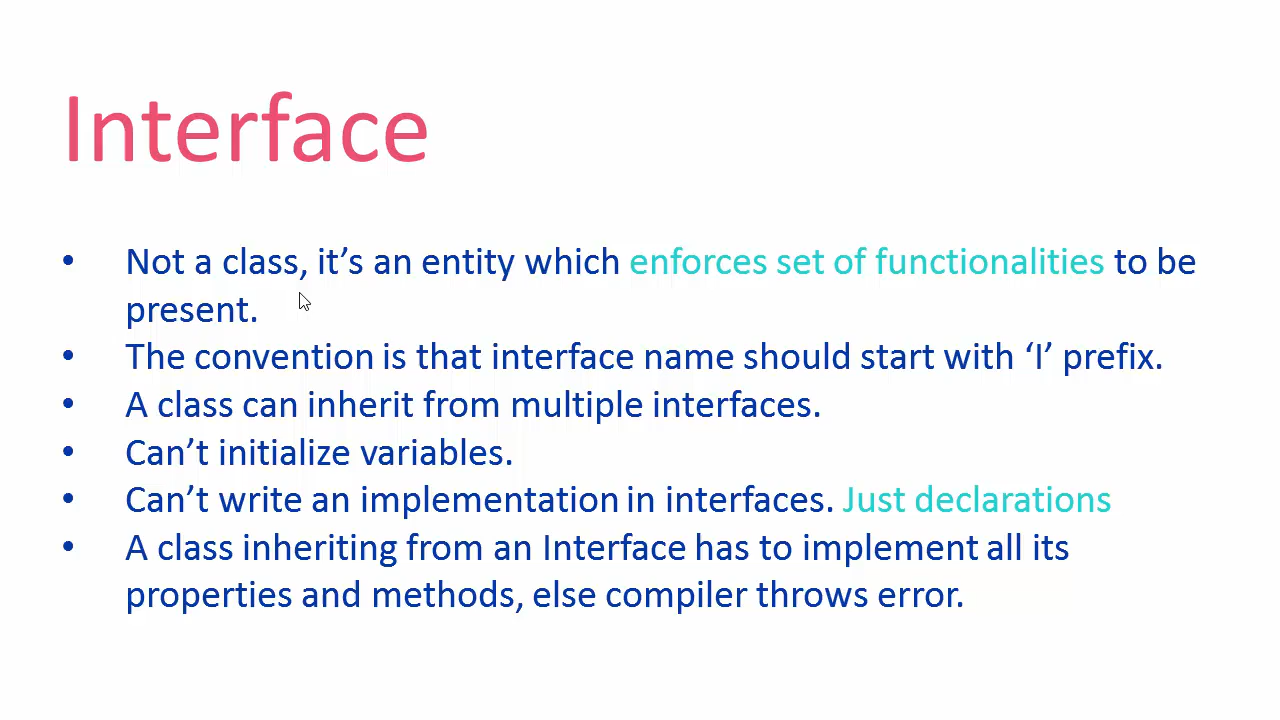 Interface
• Not a class, it’s an entity which enforces set of functionalities to be
present.
• The convention is that interface name should start with ‘I’ prefix.
• A class can inherit from multiple interfaces.
• Can’t initialize variables.
• Can’t write an implementation in interfaces. Just declarations
• A class inheriting from an Interface has to implement all its
properties and methods, else compiler throws error.